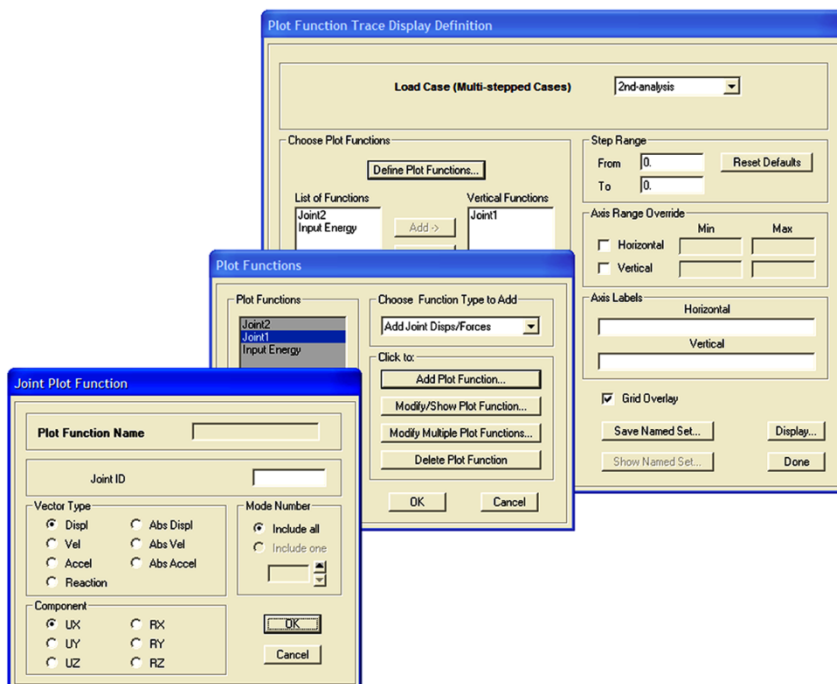 Plot Function Trace Display Definition
Load Case (Multi-stepped Cases)
2nd-analysis
Choose Plot Functions
Define Plot Functions...
List of Functions
Joint2
Input Energy
Add ->
Vertical Functions
Joint1
Step Range
From 0.
To 0.
Reset Defaults
Axis Range Override
Min Max
Horizontal
Vertical
Axis Labels
Horizontal
Vertical
Grid Overlay
Save Named Set... Display...
Show Named Set... Done
Plot Functions
Plot Functions
Joint2
Joint1
Input Energy
Choose Function Type to Add
Add Joint Disps/Forces
Click to:
Add Plot Function...
Modify/Show Plot Function...
Modify Multiple Plot Functions...
Delete Plot Function
OK Cancel
Joint Plot Function
Plot Function Name
Joint ID
Vector Type
Displ Abs Displ
Vel Abs Vel
Accel Abs Accel
Reaction
Mode Number
Include all
Include one
Component
UX RX
UY RY
UZ RZ
OK
Cancel